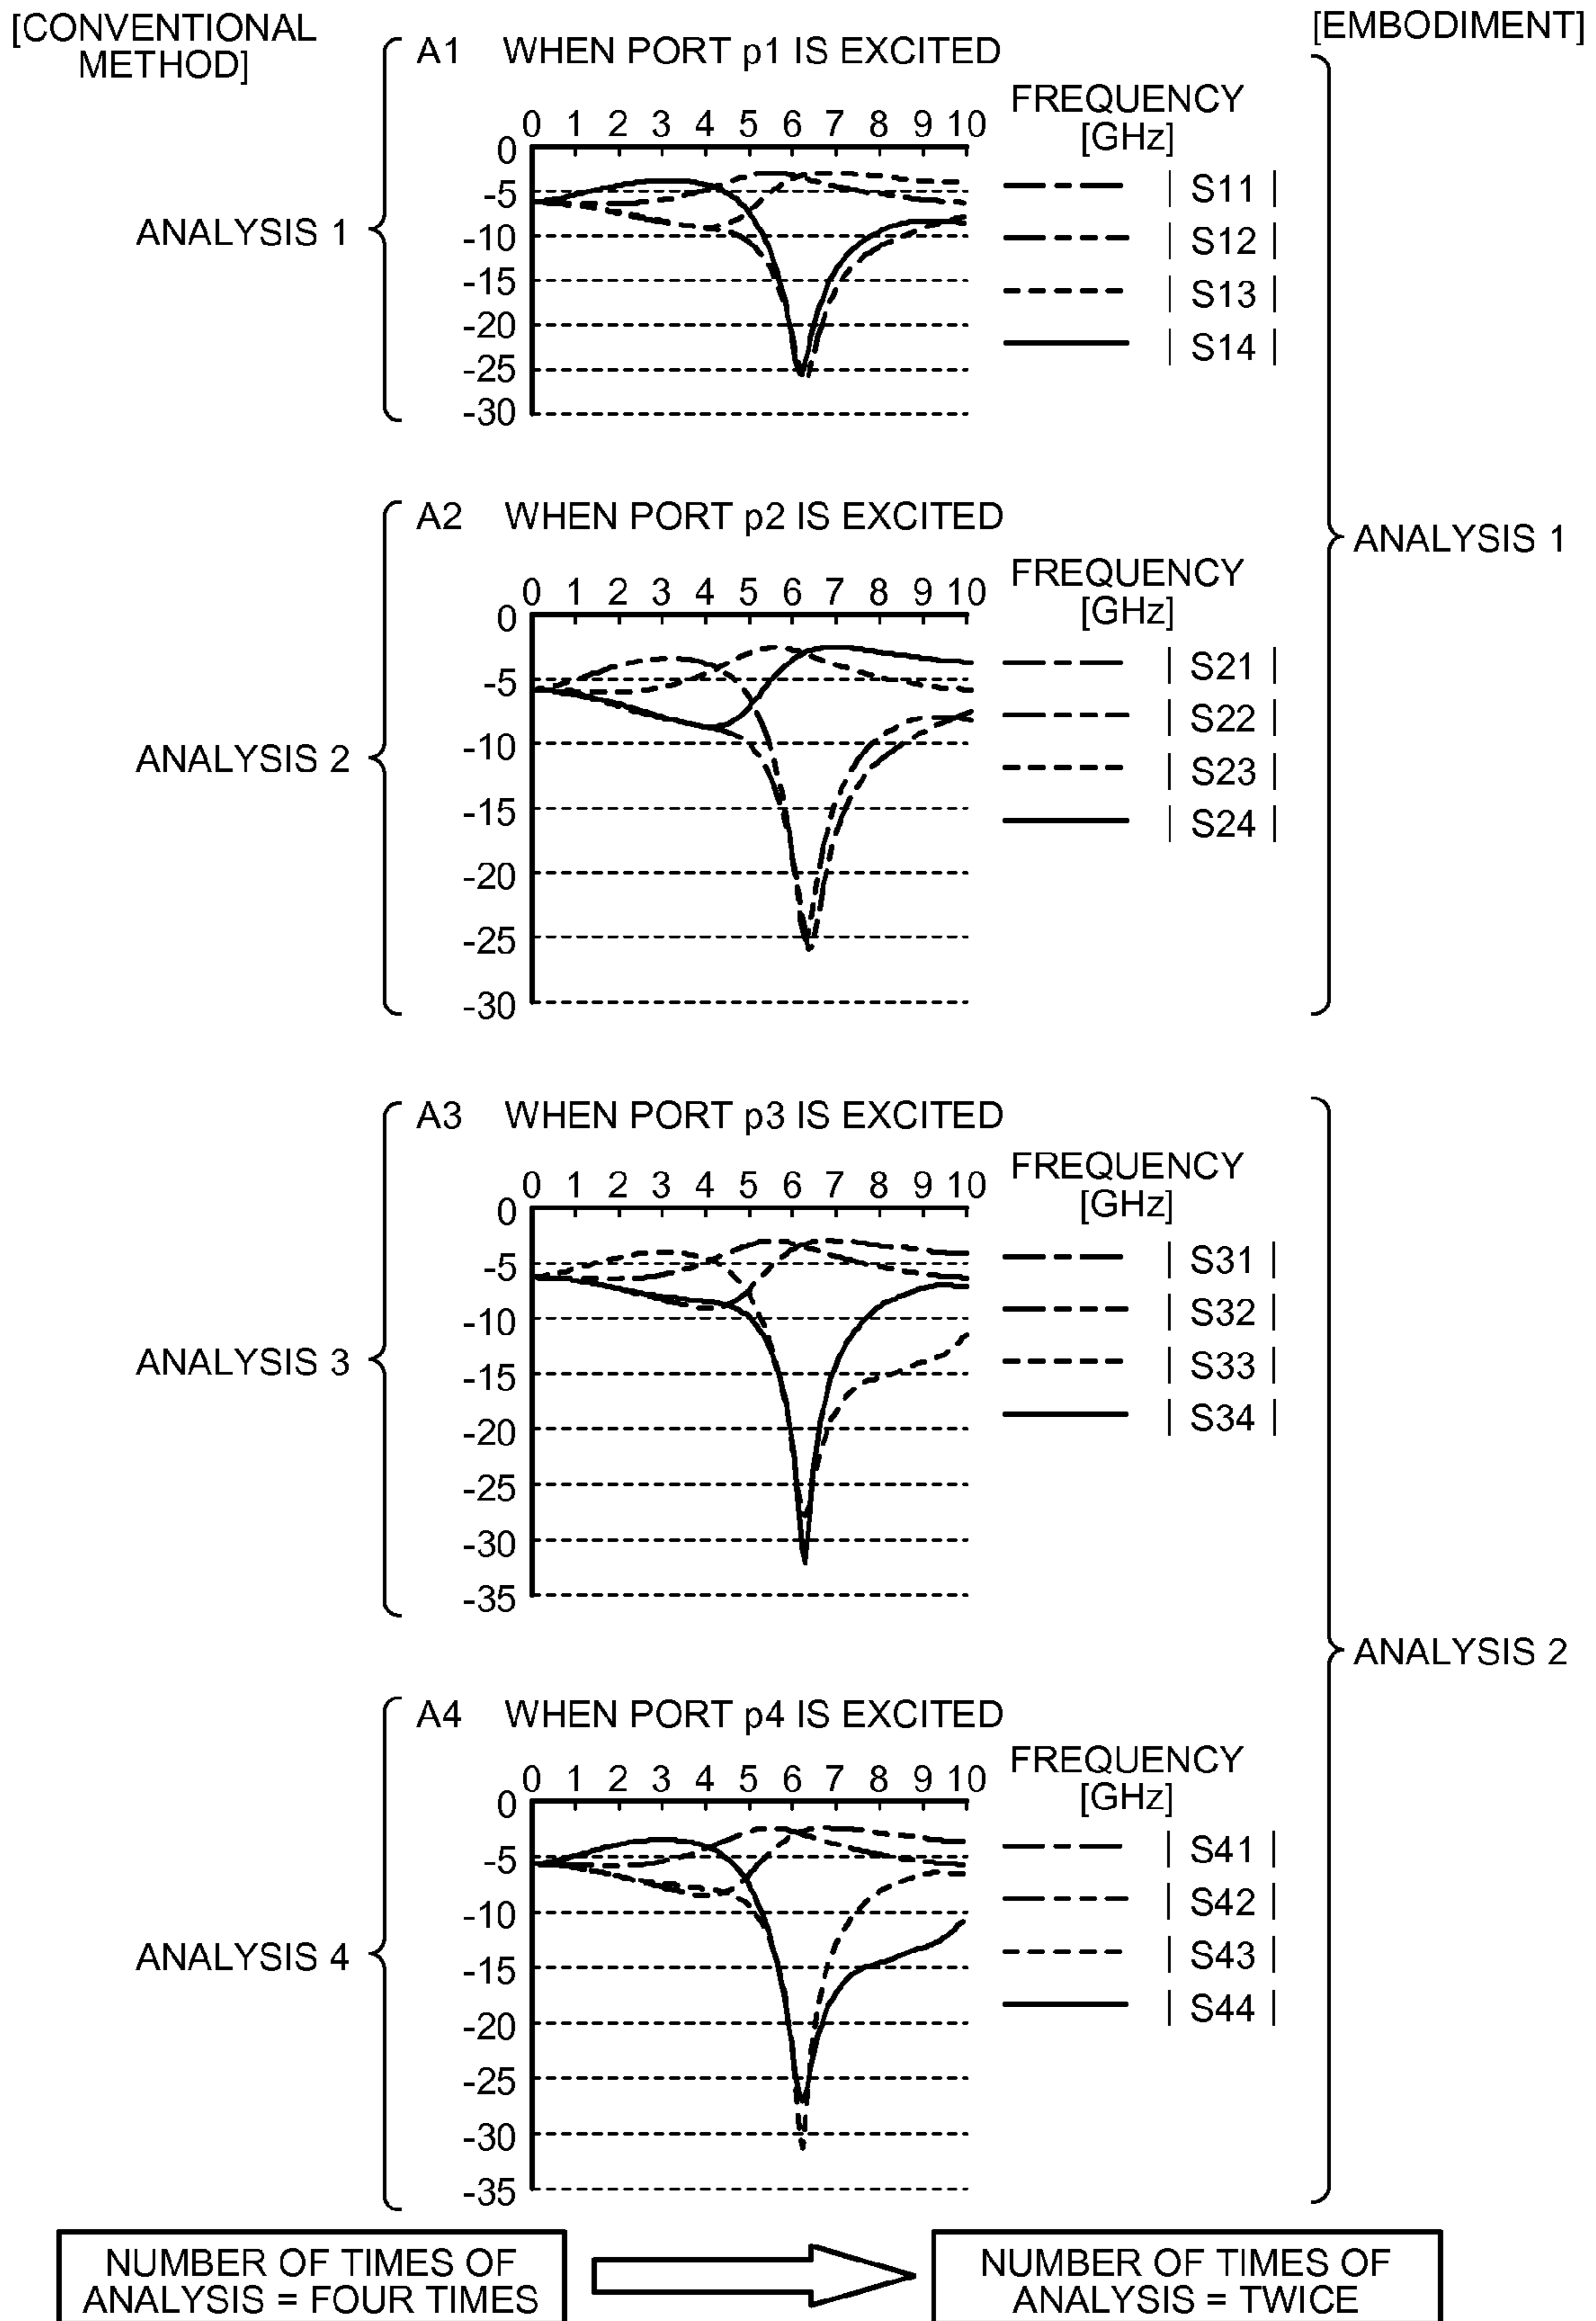 [CONVENTIONAL
METHOD]
[EMBODIMENT]
A1 WHEN PORT p1 IS EXCITED
FREQUENCY
[GHz]
0 1 2 3 4 5 6 7 8 9 10
0
-5
-10
-15
-20
-25
-30
| S11 |
| S12 |
| S13 |
| S14 |
ANALYSIS 1
A2 WHEN PORT p2 IS EXCITED
ANALYSIS 1
FREQUENCY
[GHz]
0 1 2 3 4 5 6 7 8 9 10
0
-5
-10
-15
-20
-25
-30
| S21 |
| S22 |
| S23 |
| S24 |
ANALYSIS 2
A3 WHEN PORT p3 IS EXCITED
FREQUENCY
[GHz]
0 1 2 3 4 5 6 7 8 9 10
0
-5
-10
-15
-20
-25
-30
-35
| S31 |
| S32 |
| S33 |
| S34 |
ANALYSIS 3
ANALYSIS 2
A4 WHEN PORT p4 IS EXCITED
FREQUENCY
[GHz]
0 1 2 3 4 5 6 7 8 9 10
0
-5
-10
-15
-20
-25
-30
-35
| S41 |
| S42 |
| S43 |
| S44 |
ANALYSIS 4
NUMBER OF TIMES OF
ANALYSIS = FOUR TIMES
NUMBER OF TIMES OF
ANALYSIS = TWICE